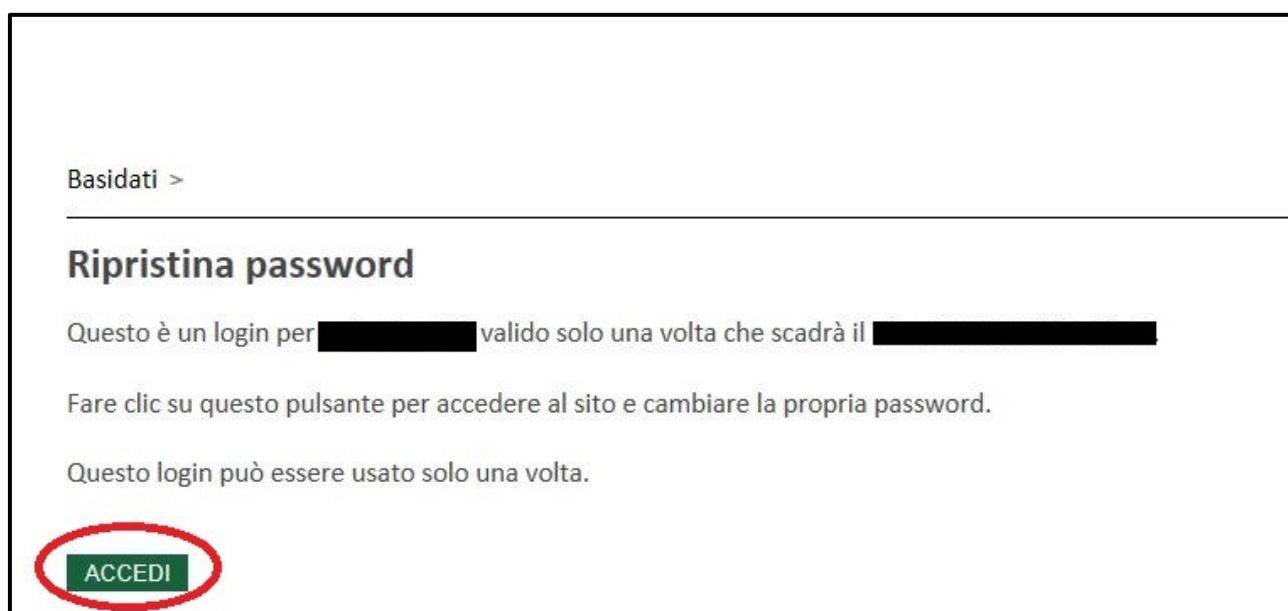 Basidati >
Ripristina password
Questo è un login per valido solo una volta che scadrà il .
Fare clic su questo pulsante per accedere al sito e cambiare la propria password.
Questo login può essere usato solo una volta.
ACCEDI